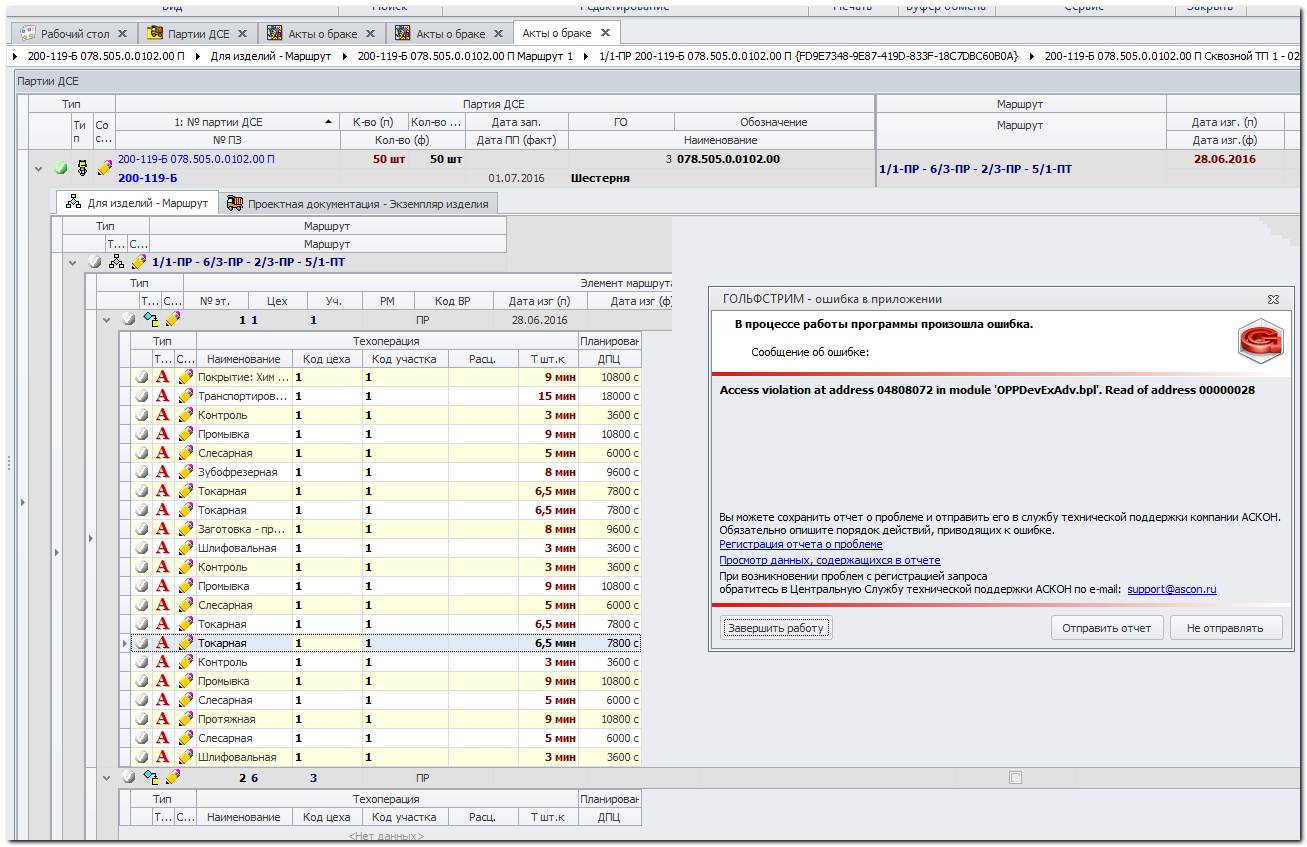 Вид Поиск Редактирование Печать Буфер обмена Сервис Закрыть
Рабочий стол Партии ДСЕ Акты о браке Акты о браке Акты о браке
200-119-Б 078.505.0.0102.00 П Для изделий - Маршрут 200-119-Б 078.505.0.0102.00 П Маршрут 1 1/1-ПР 200-119-Б 078.505.0.0102.00 П {FD9E7348-9E87-419D-833F-18C7DBC60B0A} 200-119-Б 078.505.0.0102.00 П Сквозной ТП 1 - 02
Партии ДСЕ
Тип Партия ДСЕ Маршрут
Ти п Со с... 1: № партии ДСЕ К-во (п) Кол-во ... Дата зап. ГО Обозначение Маршрут Дата изг. (п)
№ ПЗ Кол-во (ф) Дата ПП (факт) Наименование Дата изг.(ф)
200-119-Б 078.505.0.0102.00 П 50 шт 50 шт 3 078.505.0.0102.00 28.06.2016
1/1-ПР - 6/3-ПР - 2/3-ПР - 5/1-ПТ
200-119-Б 01.07.2016 Шестерня
Для изделий - Маршрут Проектная документация - Экземпляр изделия
Тип Маршрут
Т... С... Маршрут
1/1-ПР - 6/3-ПР - 2/3-ПР - 5/1-ПТ
Тип Элемент маршрута
Т... С... № эт. Цех Уч. РМ Код ВР Дата изг (п) Дата изг (ф)
1 1 1 ПР 28.06.2016
Тип Техоперация Планирован
Т... С... Наименование Код цеха Код участка Расц. Т шт.к ДПЦ
А Покрытие: Хим ... 1 1 9 мин 10800 с
А Транспортиров... 1 1 15 мин 18000 с
А Контроль 1 1 3 мин 3600 с
А Промывка 1 1 9 мин 10800 с
А Слесарная 1 1 5 мин 6000 с
А Зубофрезерная 1 1 8 мин 9600 с
А Токарная 1 1 6,5 мин 7800 с
А Токарная 1 1 6,5 мин 7800 с
А Заготовка - пр... 1 1 8 мин 9600 с
А Шлифовальная 1 1 3 мин 3600 с
А Контроль 1 1 3 мин 3600 с
А Промывка 1 1 9 мин 10800 с
А Слесарная 1 1 5 мин 6000 с
А Токарная 1 1 6,5 мин 7800 с
А Токарная 1 1 6,5 мин 7800 с
А Контроль 1 1 3 мин 3600 с
А Промывка 1 1 9 мин 10800 с
А Слесарная 1 1 5 мин 6000 с
А Протяжная 1 1 9 мин 10800 с
А Слесарная 1 1 5 мин 6000 с
А Шлифовальная 1 1 3 мин 3600 с
2 6 3 ПР
Тип Техоперация Планирован
Т... С... Наименование Код цеха Код участка Расц. Т шт.к ДПЦ
<Нет данных>
ГОЛЬФСТРИМ - ошибка в приложении
В процессе работы программы произошла ошибка.
Сообщение об ошибке:
G
Access violation at address 04808072 in module 'OPPDevExAdv.bpl'. Read of address 00000028
Вы можете сохранить отчет о проблеме и отправить его в службу технической поддержки компании АСКОН.
Обязательно опишите порядок действий, приводящих к ошибке.
Регистрация отчета о проблеме
Просмотр данных, содержащихся в отчете
При возникновении проблем с регистрацией запроса
обратитесь в Центральную Службу технической поддержки АСКОН по e-mail: support@ascon.ru
Завершить работу Отправить отчет Не отправлять